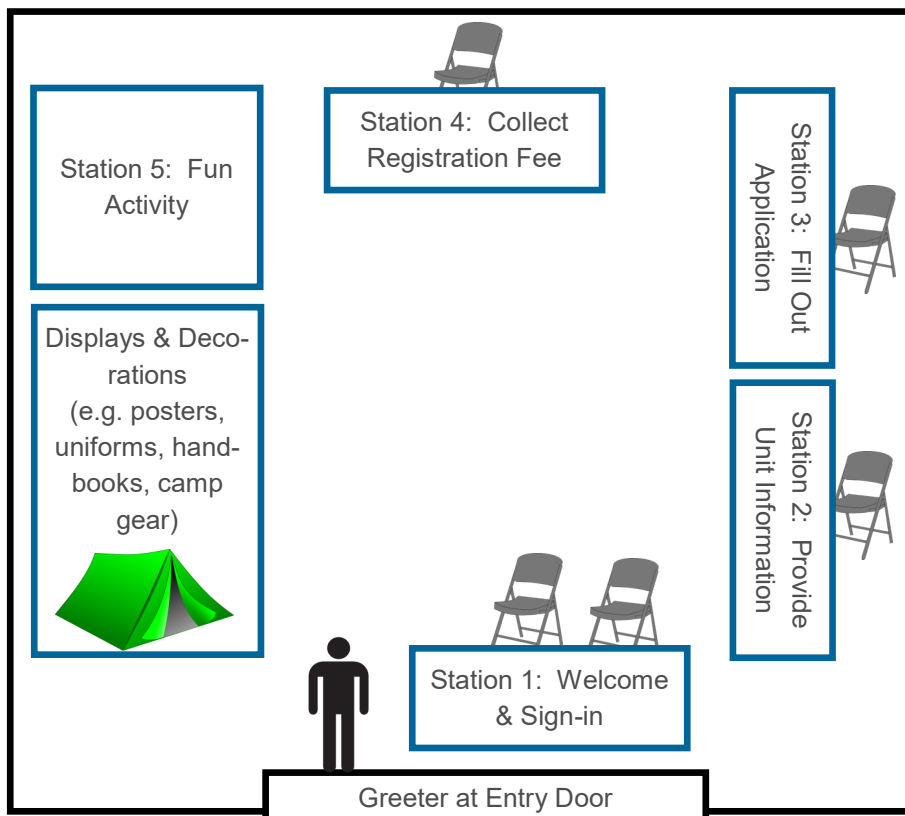 Station 4:  Collect
Registration Fee
Station 5:  Fun
Activity
Station 3:  Fill Out
Application
Displays & Deco-
rations
(e.g. posters,
uniforms, hand-
books, camp
gear)
Station 2:  Provide
Unit Information
Station 1:  Welcome
& Sign-in
Greeter at Entry Door